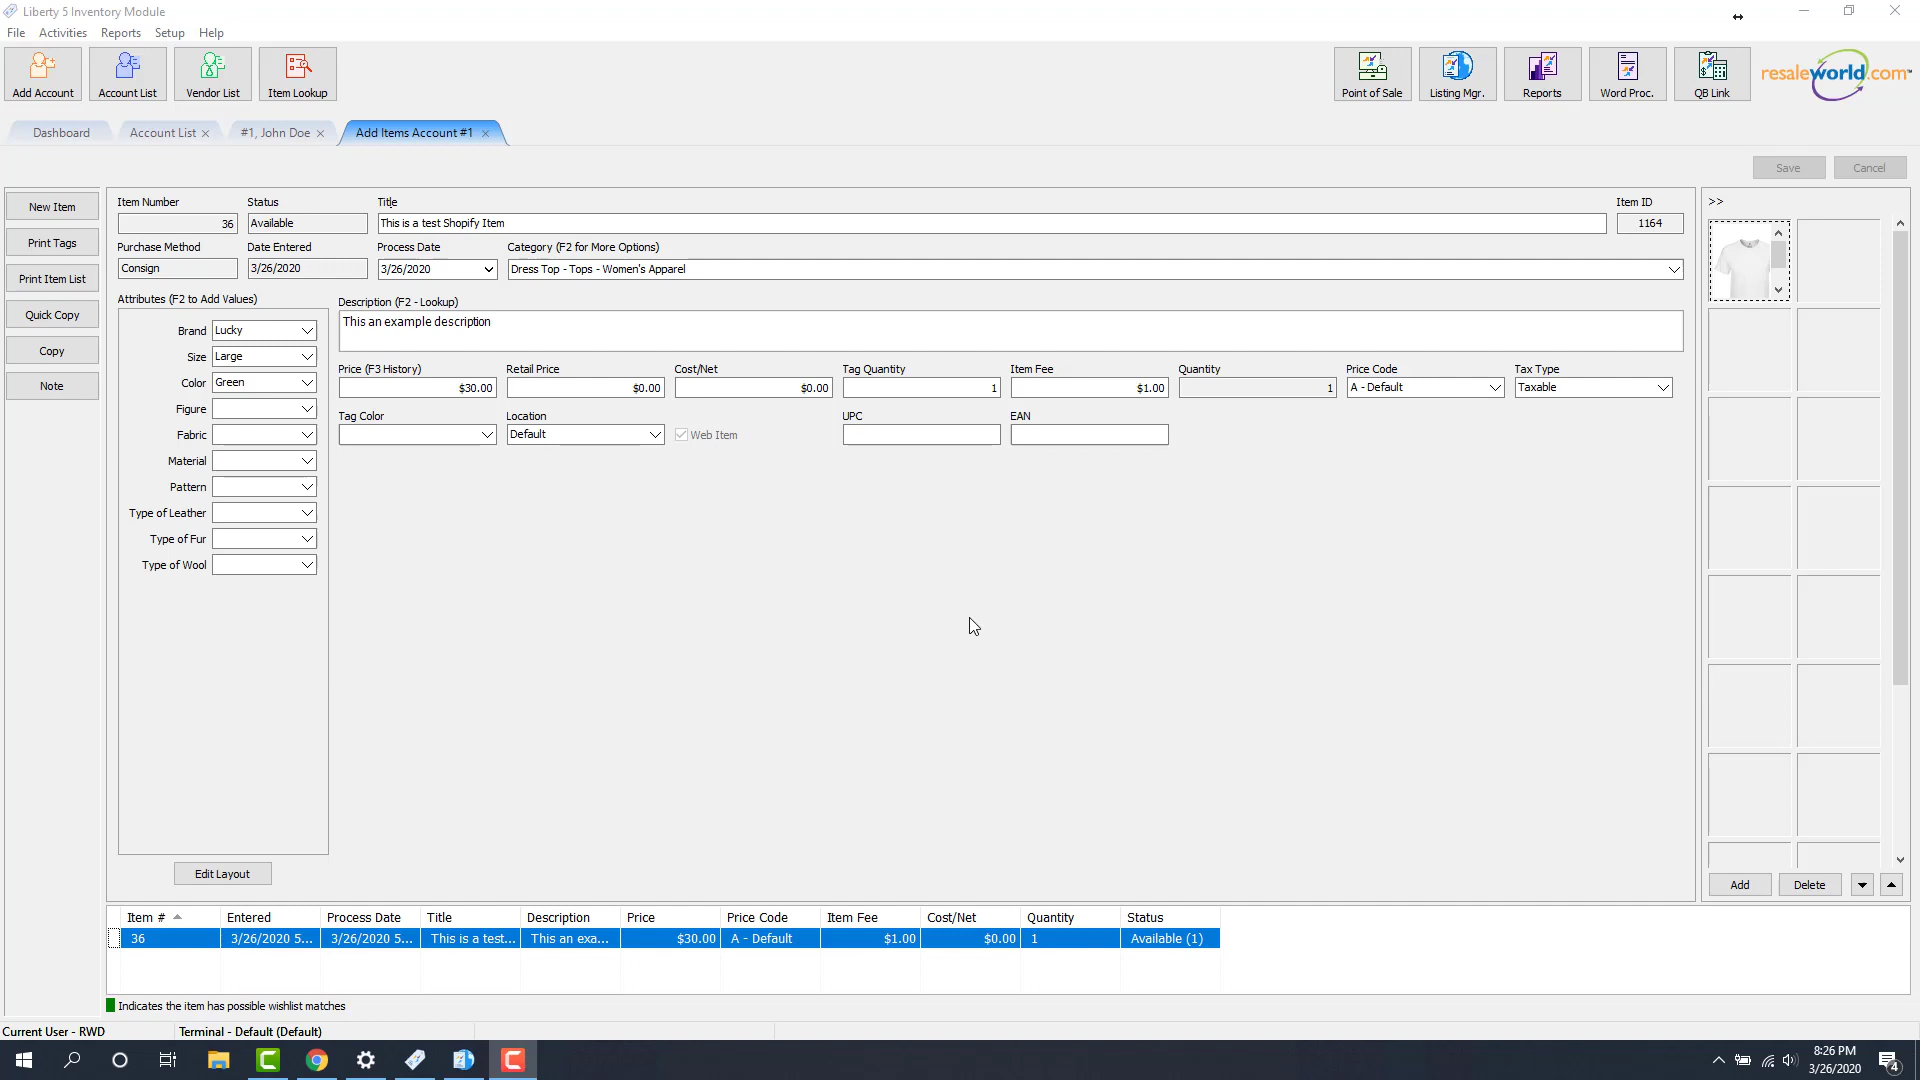 Liberty 5 Inventory Module
File Activities Reports Setup Help
Add Account Account List Vendor List Item Lookup Point of Sale Listing Mgr. Reports Word Proc. QB Link resaleworld.com™
Dashboard Account List × #1, John Doe × Add Items Account #1 ×
Save Cancel
New Item
Print Tags
Print Item List
Quick Copy
Copy
Note
Item Number Status Title Item ID
36 Available This is a test Shopify Item 1164
Purchase Method Date Entered Process Date Category (F2 for More Options)
Consign 3/26/2020 3/26/2020 Dress Top - Tops - Women's Apparel
Attributes (F2 to Add Values)
Brand Lucky
Size Large
Color Green
Figure
Fabric
Material
Pattern
Type of Leather
Type of Fur
Type of Wool
Edit Layout
Description (F2 - Lookup)
This an example description
Price (F3 History) Retail Price Cost/Net Tag Quantity Item Fee Quantity Price Code Tax Type
$30.00 $0.00 $0.00 1 $1.00 1 A - Default Taxable
Tag Color Location UPC EAN
Default Web Item
>>
Add Delete
Item # Entered Process Date Title Description Price Price Code Item Fee Cost/Net Quantity Status
36 3/26/2020 5... 3/26/2020 5... This is a test... This an exa... $30.00 A - Default $1.00 $0.00 1 Available (1)
Indicates the item has possible wishlist matches
Current User - RWD Terminal - Default (Default)
8:26 PM
3/26/2020
4